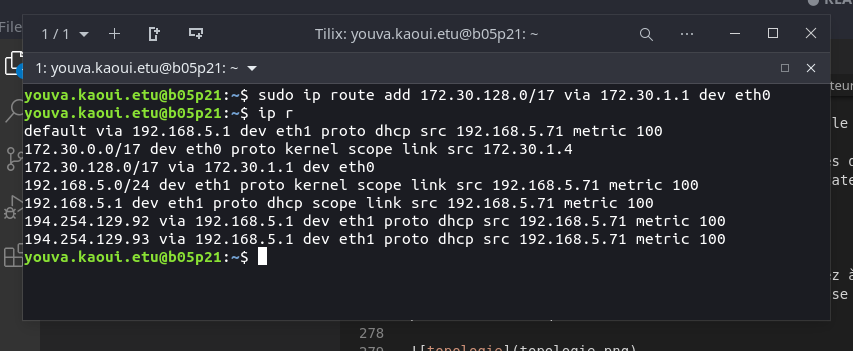 File
1 / 1
Tilix: youva.kaoui.etu@b05p21: ~
1: youva.kaoui.etu@b05p21: ~
youva.kaoui.etu@b05p21:~$ sudo ip route add 172.30.128.0/17 via 172.30.1.1 dev eth0
youva.kaoui.etu@b05p21:~$ ip r
default via 192.168.5.1 dev eth1 proto dhcp src 192.168.5.71 metric 100
172.30.0.0/17 dev eth0 proto kernel scope link src 172.30.1.4
172.30.128.0/17 via 172.30.1.1 dev eth0
192.168.5.0/24 dev eth1 proto kernel scope link src 192.168.5.71 metric 100
192.168.5.1 dev eth1 proto dhcp scope link src 192.168.5.71 metric 100
194.254.129.92 via 192.168.5.1 dev eth1 proto dhcp src 192.168.5.71 metric 100
194.254.129.93 via 192.168.5.1 dev eth1 proto dhcp src 192.168.5.71 metric 100
youva.kaoui.etu@b05p21:~$
278
![topologie](topologie.png)